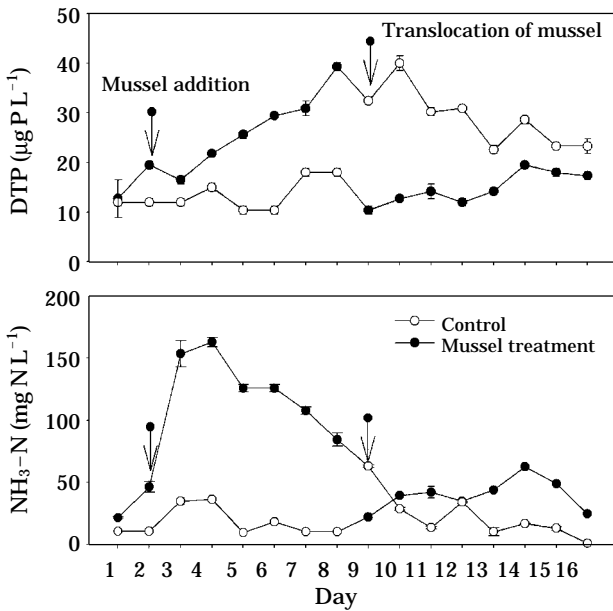 50
Translocation of mussel
40
Mussel addition
30
20
10
0
DTP (μg P L⁻¹)
200
Control
Mussel treatment
150
100
50
0
NH₃−N (mg N L⁻¹)
1 2 3 4 5 6 7 8 9 10 11 12 13 14 15 16
Day